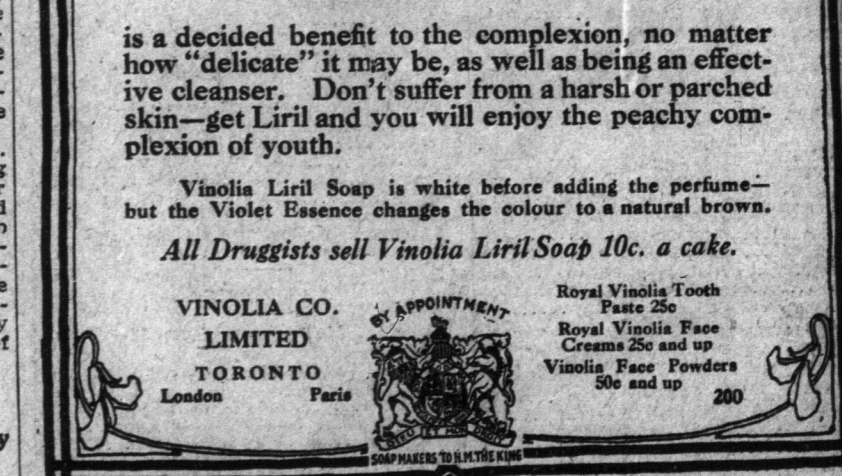 is a decided benefit to the complexion, no matter
how “delicate” it may be, as well as being an effect-
ive cleanser. Don’t suffer from a harsh or parched
skin—get Liril and you will enjoy the peachy com-
plexion of youth.
Vinolia Liril Soap is white before adding the perfume—
but the Violet Essence changes the colour to a natural brown.
All Druggists sell Vinolia Liril Soap 10c. a cake.
VINOLIA CO.
LIMITED
TORONTO
London Paris
BY APPOINTMENT
SOAP MAKERS TO H.M. THE KING
Royal Vinolia Tooth
Paste 25c
Royal Vinolia Face
Creams 25c and up
Vinolia Face Powders
50c and up
200